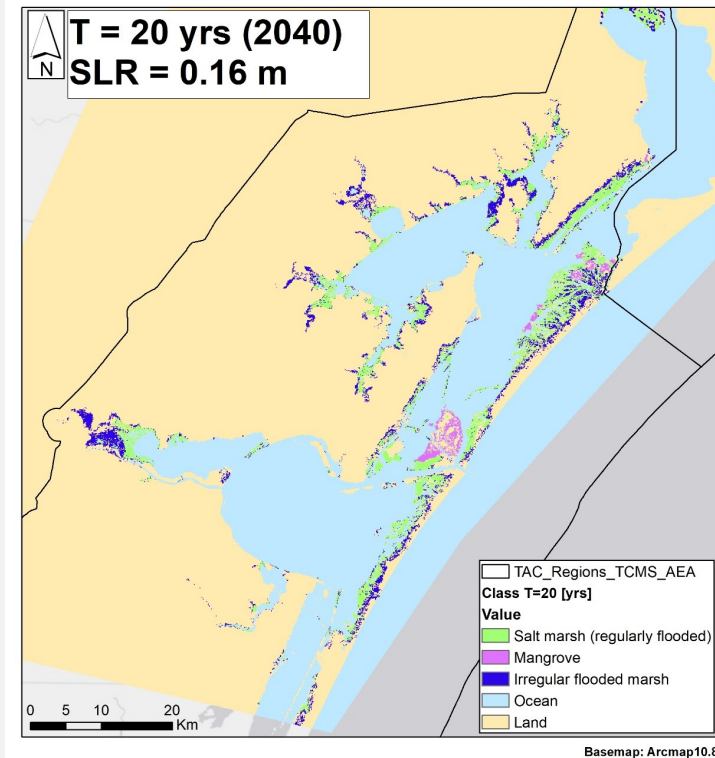 T = 20 yrs (2040)
SLR = 0.16 m
N
TAC_Regions_TCMS_AEA
Class T=20 [yrs]
Value
Salt marsh (regularly flooded)
Mangrove
Irregular flooded marsh
Ocean
Land
0 5 10 20
Km
Basemap: Arcmap10.8